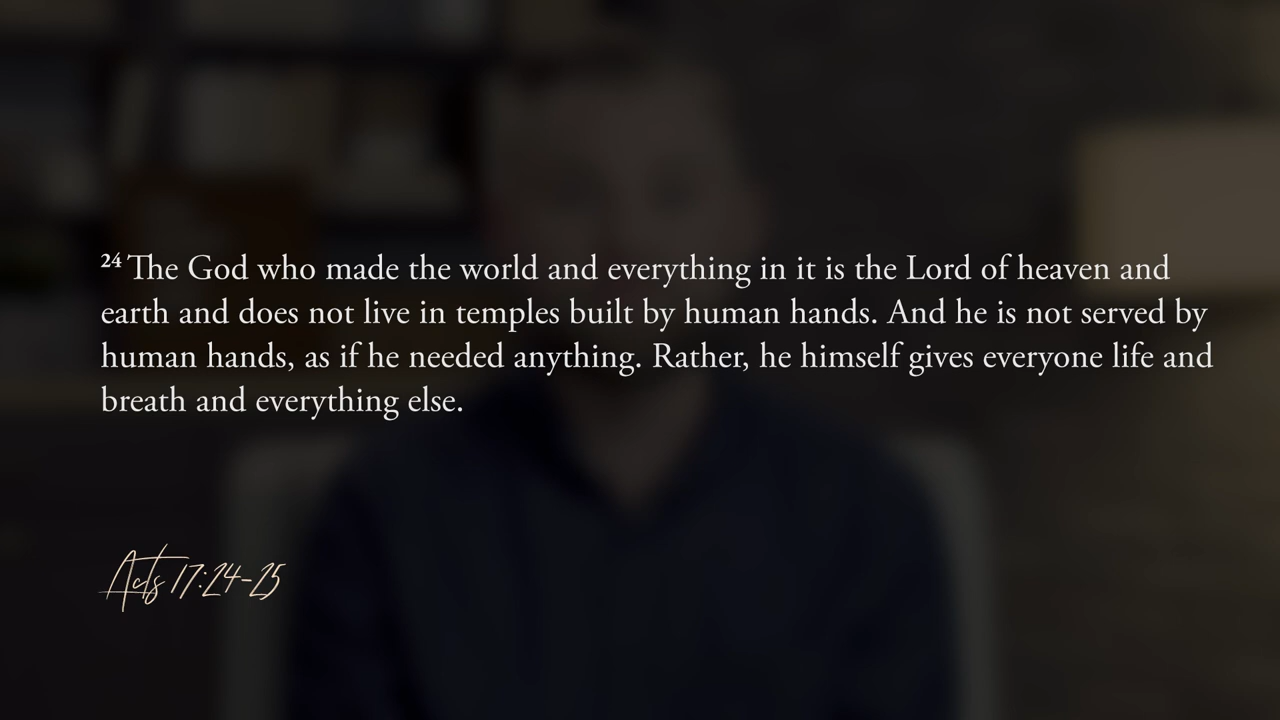 24 The God who made the world and everything in it is the Lord of heaven and
earth and does not live in temples built by human hands. And he is not served by
human hands, as if he needed anything. Rather, he himself gives everyone life and
breath and everything else.
Acts 17:24-25